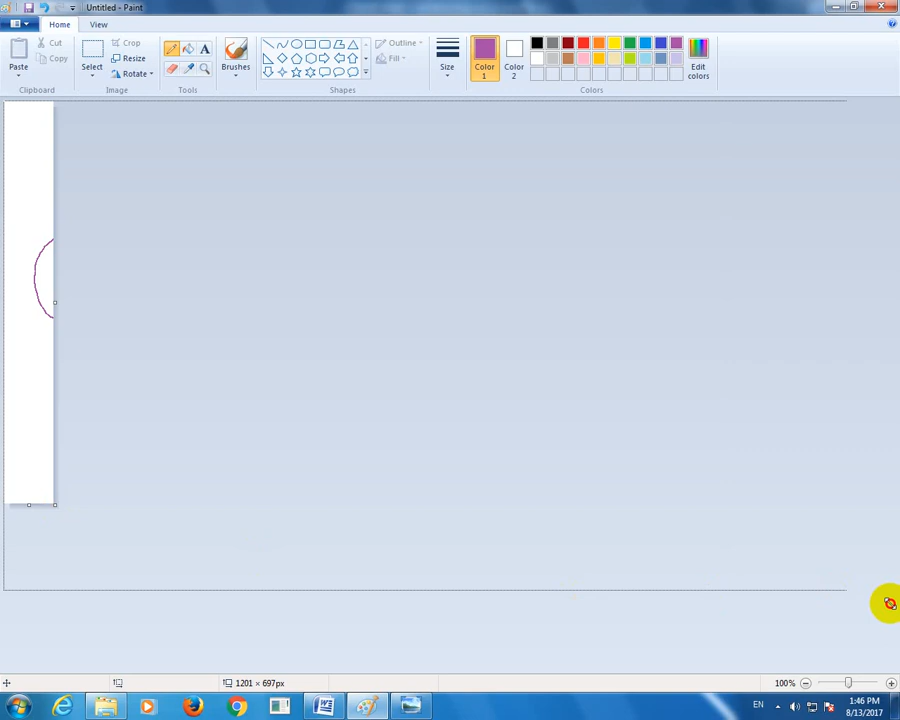 Untitled - Paint
Home View
Paste Cut Copy Select Crop Resize Rotate Brushes Outline Fill Size Color 1 Color 2 Edit colors
Clipboard Image Tools Shapes Colors
A
1201 × 697px 100%
W EN 1:46 PM
8/13/2017